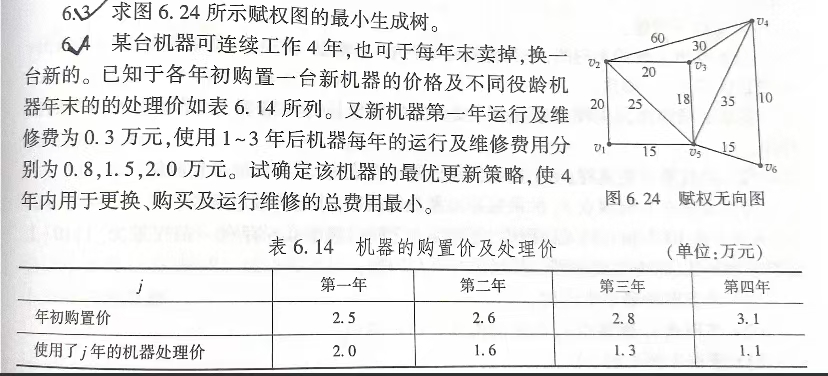 6.3 求图 6.24 所示赋权图的最小生成树。
6.4 某台机器可连续工作 4 年,也可于每年末卖掉,换
台新的。已知于各年初购置一台新机器的价格及不同役龄机
器年末的的处理价如表 6.14 所列。又新机器第一年运行及维
修费为 0.3 万元,使用 1~3 年后机器每年的运行及维修费用分
别为 0.8,1.5,2.0 万元。试确定该机器的最优更新策略,使 4
年内用于更换、购买及运行维修的总费用最小。
v4
60 30
v2 v3
20
20 25 18 35 10
v1 15 v5 15 v6
图 6.24 赋权无向图
表 6.14 机器的购置价及处理价 (单位:万元)
j 第一年 第二年 第三年 第四年
年初购置价 2.5 2.6 2.8 3.1
使用了 j 年的机器处理价 2.0 1.6 1.3 1.1